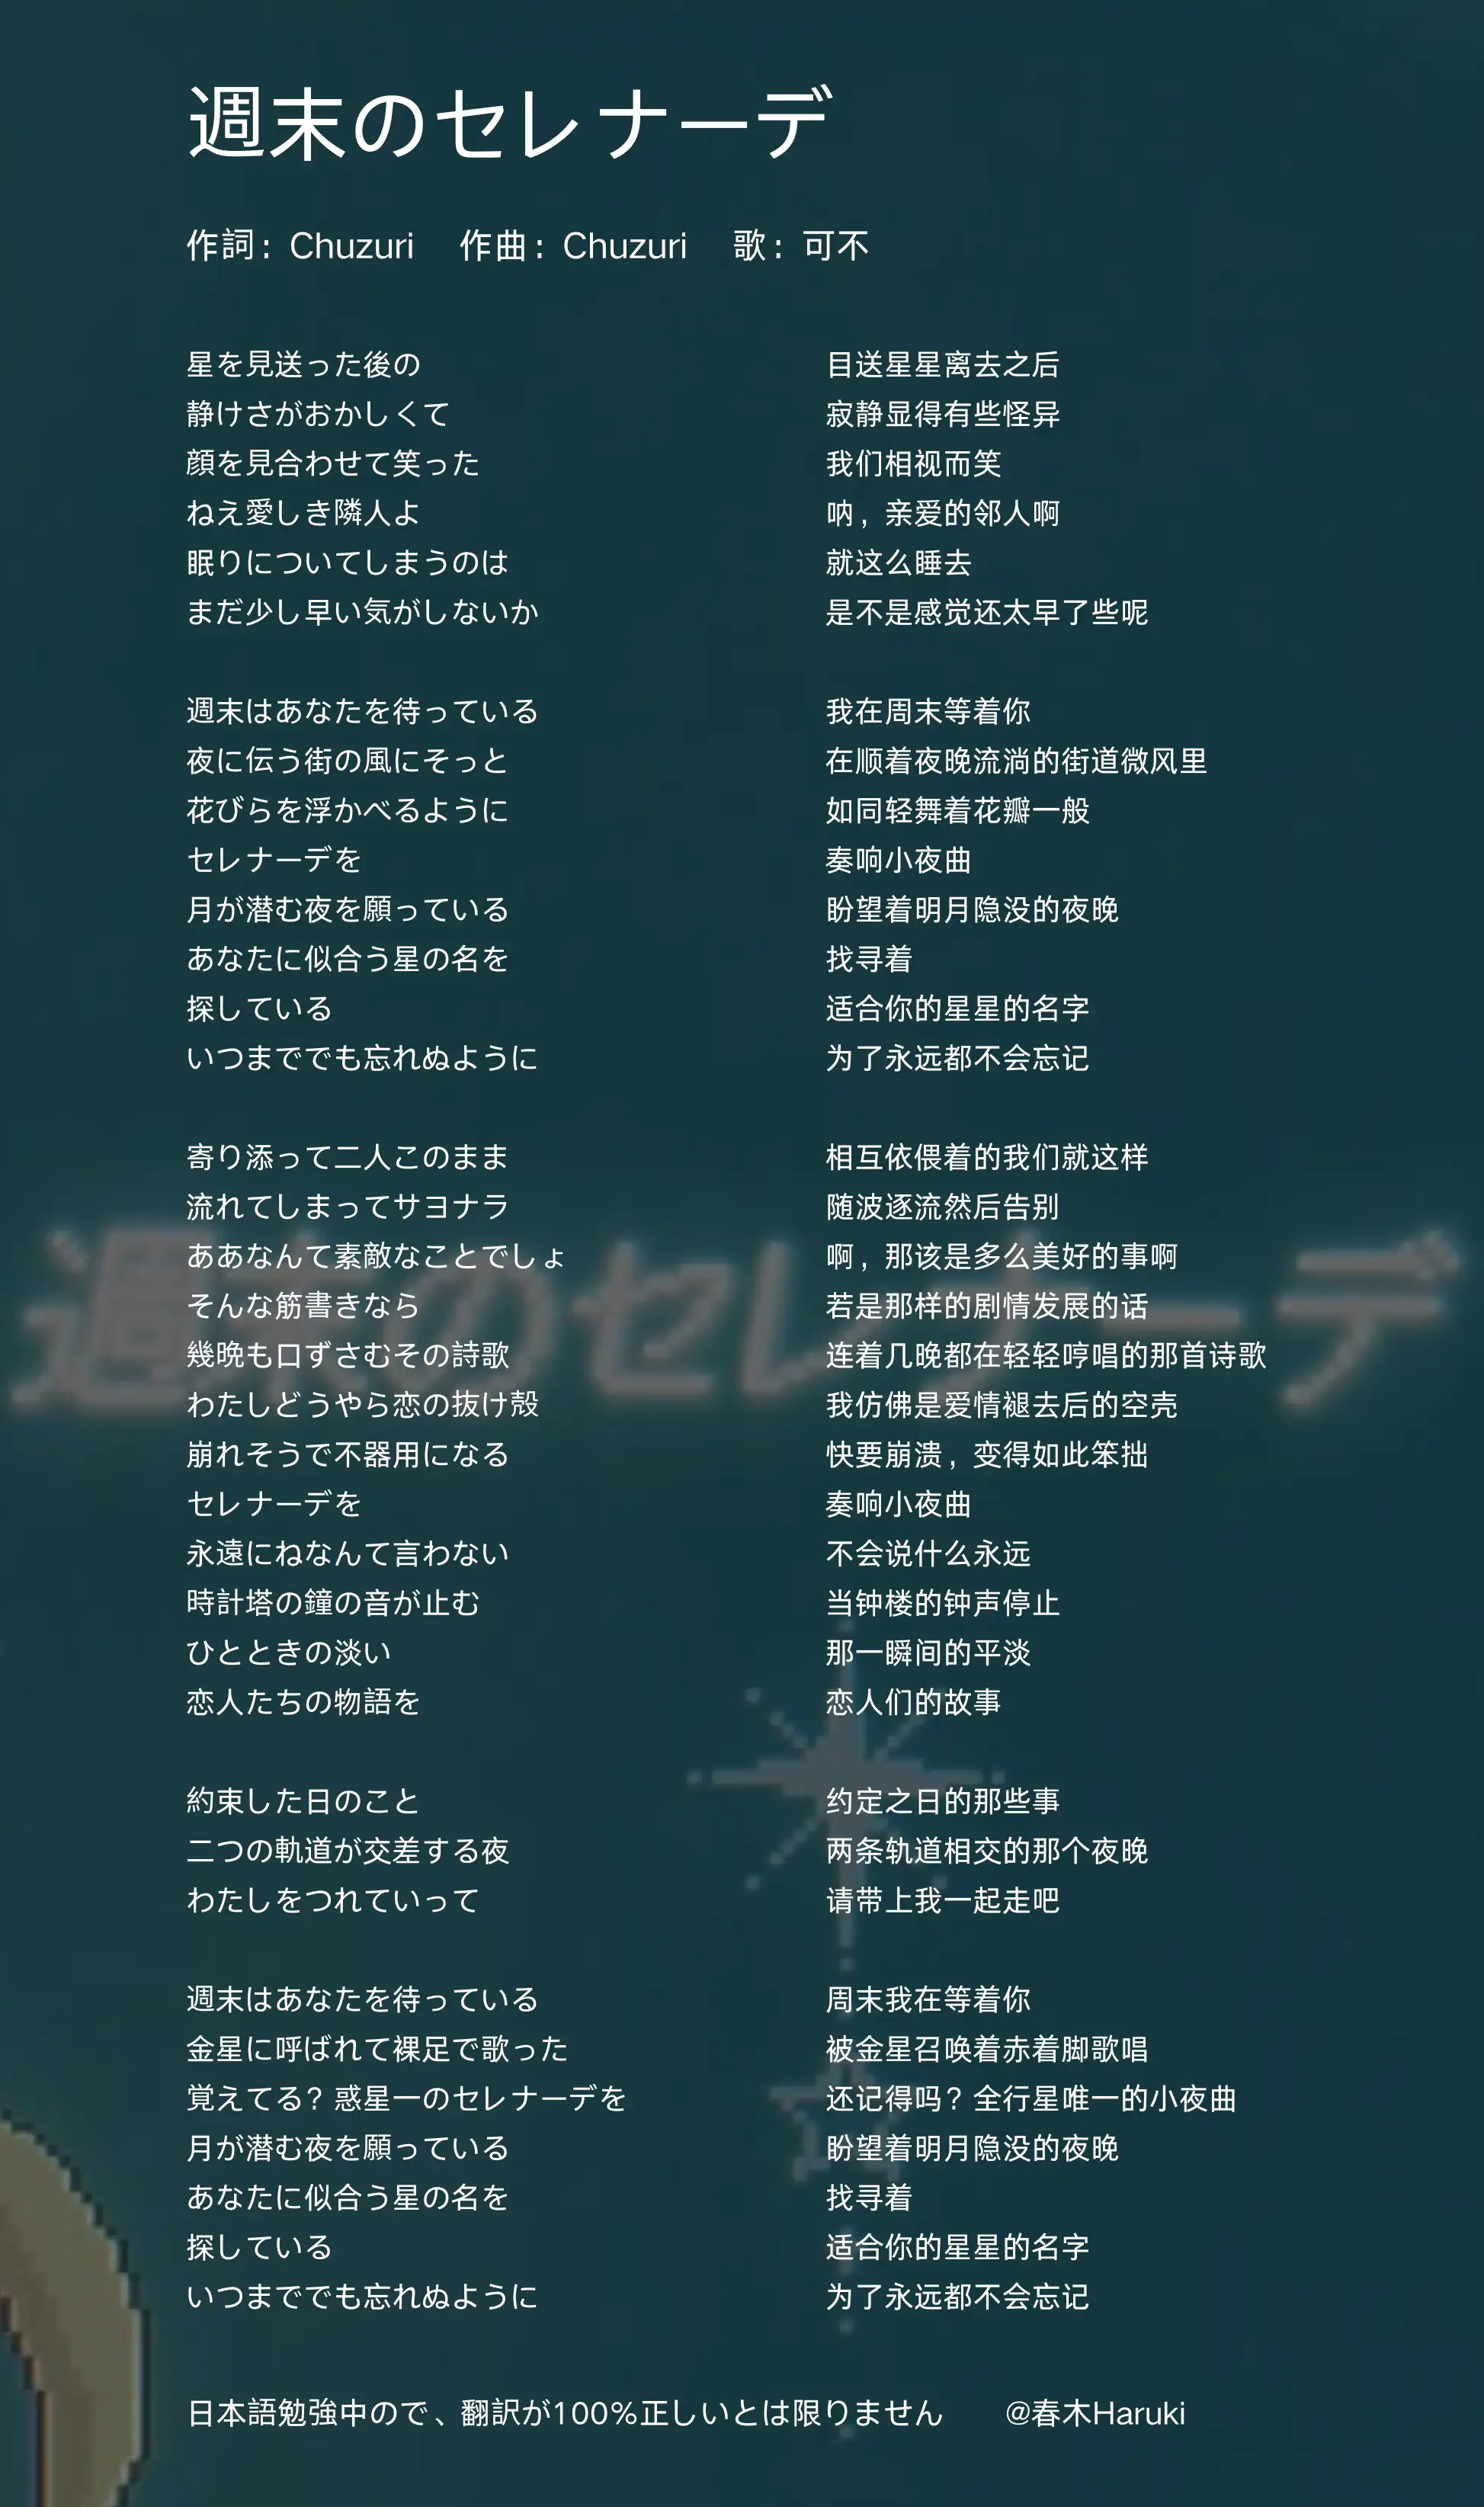 週末のセレナーデ
作詞：Chuzuri 作曲：Chuzuri 歌：可不
星を見送った後の
静けさがおかしくて
顔を見合わせて笑った
ねえ愛しき隣人よ
眠りについてしまうのは
まだ少し早い気がしないか
週末はあなたを待っている
夜に伝う街の風にそっと
花びらを浮かべるように
セレナーデを
月が潜む夜を願っている
あなたに似合う星の名を
探している
いつまででも忘れぬように
寄り添って二人このまま
流れてしまってサヨナラ
ああなんて素敵なことでしょ
そんな筋書きなら
幾晩も口ずさむその詩歌
わたしどうやら恋の抜け殻
崩れそうで不器用になる
セレナーデを
永遠にねなんて言わない
時計塔の鐘の音が止む
ひとときの淡い
恋人たちの物語を
約束した日のこと
二つの軌道が交差する夜
わたしをつれていって
週末はあなたを待っている
金星に呼ばれて裸足で歌った
覚えてる？惑星一のセレナーデを
月が潜む夜を願っている
あなたに似合う星の名を
探している
いつまででも忘れぬように
目送星星离去之后
寂静显得有些怪异
我们相视而笑
呐，亲爱的邻人啊
就这么睡去
是不是感觉还太早了些呢
我在周末等着你
在顺着夜晚流淌的街道微风里
如同轻舞着花瓣一般
奏响小夜曲
盼望着明月隐没的夜晚
找寻着
适合你的星星的名字
为了永远都不会忘记
相互依偎着的我们就这样
随波逐流然后告别
啊，那该是多么美好的事啊
若是那样的剧情发展的话
连着几晚都在轻轻哼唱的那首诗歌
我仿佛是爱情褪去后的空壳
快要崩溃，变得如此笨拙
奏响小夜曲
不会说什么永远
当钟楼的钟声停止
那一瞬间的平淡
恋人们的故事
约定之日的那些事
两条轨道相交的那个夜晚
请带上我一起走吧
周末我在等着你
被金星召唤着赤着脚歌唱
还记得吗？全行星唯一的小夜曲
盼望着明月隐没的夜晚
找寻着
适合你的星星的名字
为了永远都不会忘记
週末のセレナーデ
日本語勉強中ので、翻訳が100%正しいとは限りません @春木Haruki